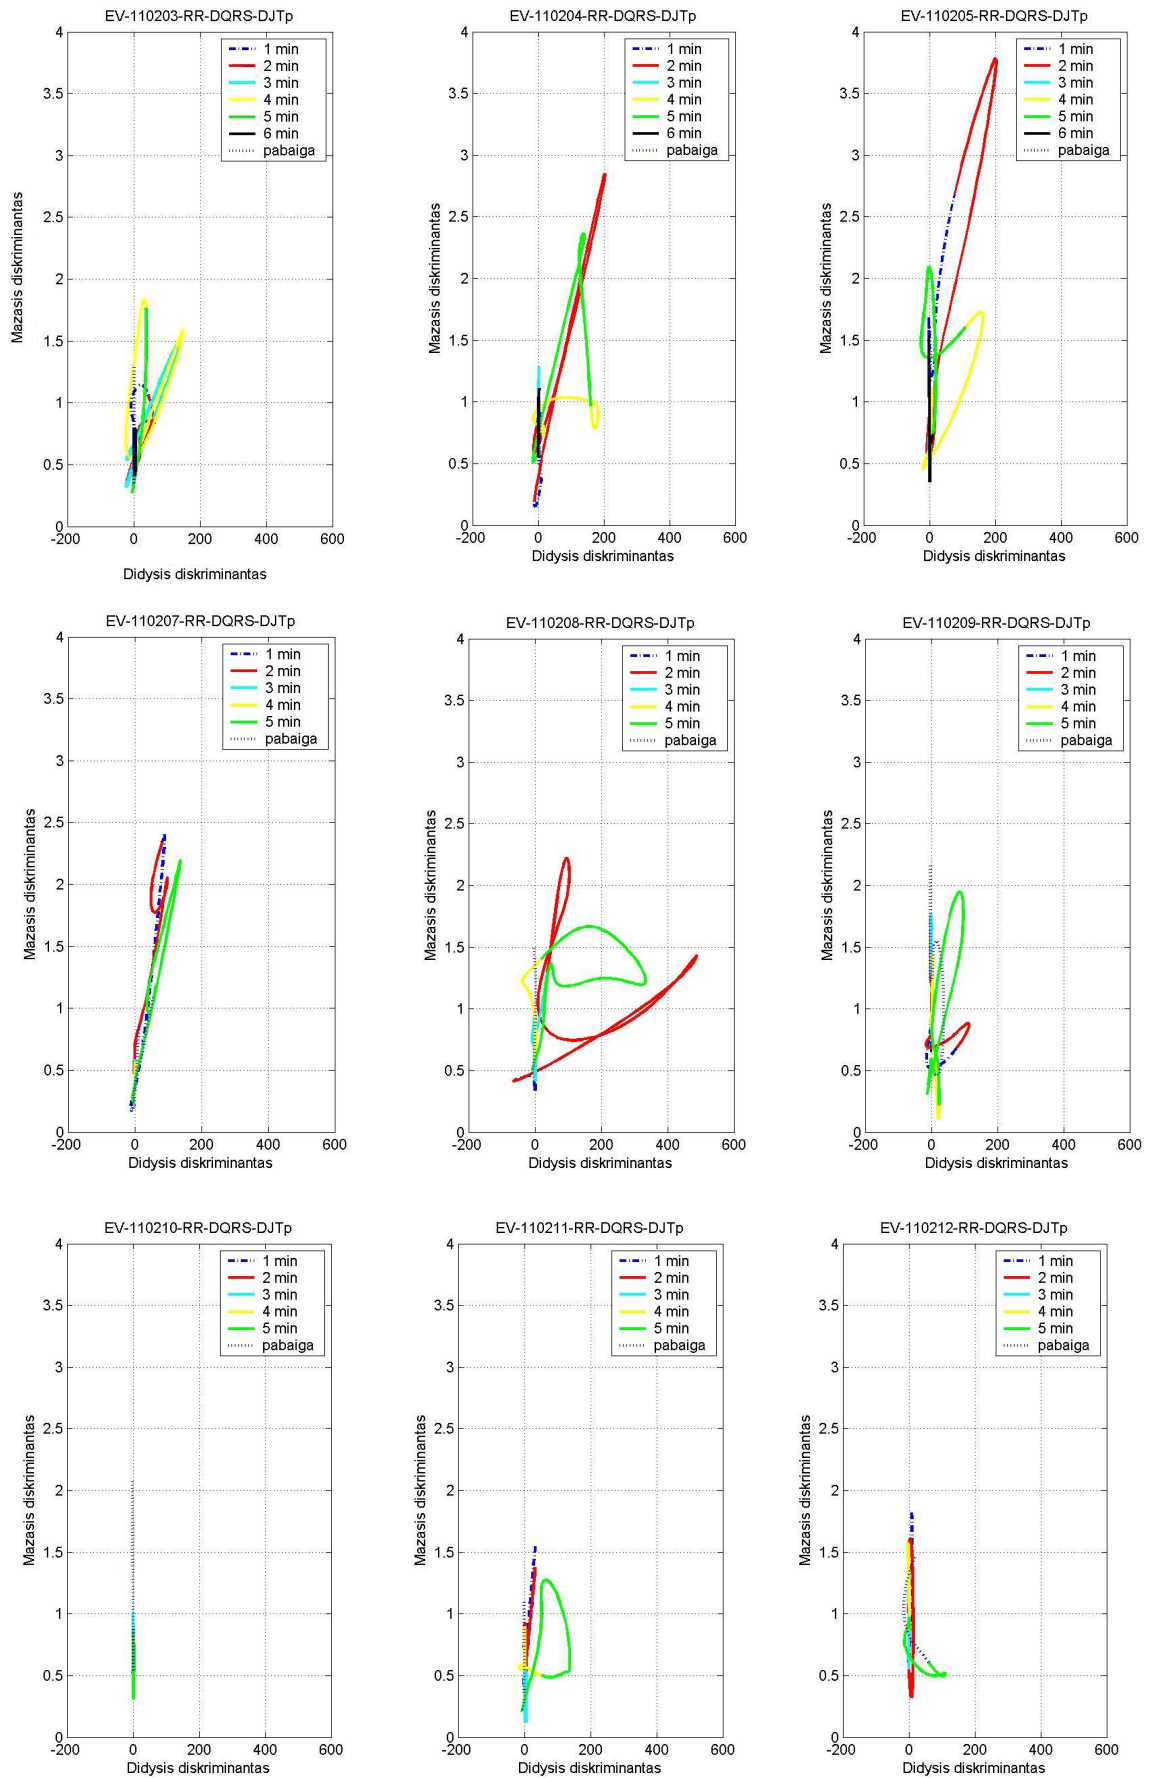 EV-110203-RR-DQRS-DJTp
4
3.5
3
2.5
2
1.5
1
0.5
0
-200
0
200
400
600
Mazasis diskriminantas
Didysis diskriminantas
1 min
2 min
3 min
4 min
5 min
6 min
pabaiga
EV-110204-RR-DQRS-DJTp
4
3.5
3
2.5
2
1.5
1
0.5
0
-200
0
200
400
600
Mazasis diskriminantas
Didysis diskriminantas
1 min
2 min
3 min
4 min
5 min
6 min
pabaiga
EV-110205-RR-DQRS-DJTp
4
3.5
3
2.5
2
1.5
1
0.5
0
-200
0
200
400
600
Mazasis diskriminantas
Didysis diskriminantas
1 min
2 min
3 min
4 min
5 min
6 min
pabaiga
EV-110207-RR-DQRS-DJTp
4
3.5
3
2.5
2
1.5
1
0.5
0
-200
0
200
400
600
Mazasis diskriminantas
Didysis diskriminantas
1 min
2 min
3 min
4 min
5 min
pabaiga
EV-110208-RR-DQRS-DJTp
4
3.5
3
2.5
2
1.5
1
0.5
0
-200
0
200
400
600
Mazasis diskriminantas
Didysis diskriminantas
1 min
2 min
3 min
4 min
5 min
pabaiga
EV-110209-RR-DQRS-DJTp
4
3.5
3
2.5
2
1.5
1
0.5
0
-200
0
200
400
600
Mazasis diskriminantas
Didysis diskriminantas
1 min
2 min
3 min
4 min
5 min
pabaiga
EV-110210-RR-DQRS-DJTp
4
3.5
3
2.5
2
1.5
1
0.5
0
-200
0
200
400
600
Mazasis diskriminantas
Didysis diskriminantas
1 min
2 min
3 min
4 min
5 min
pabaiga
EV-110211-RR-DQRS-DJTp
4
3.5
3
2.5
2
1.5
1
0.5
0
-200
0
200
400
600
Mazasis diskriminantas
Didysis diskriminantas
1 min
2 min
3 min
4 min
5 min
pabaiga
EV-110212-RR-DQRS-DJTp
4
3.5
3
2.5
2
1.5
1
0.5
0
-200
0
200
400
600
Mazasis diskriminantas
Didysis diskriminantas
1 min
2 min
3 min
4 min
5 min
pabaiga